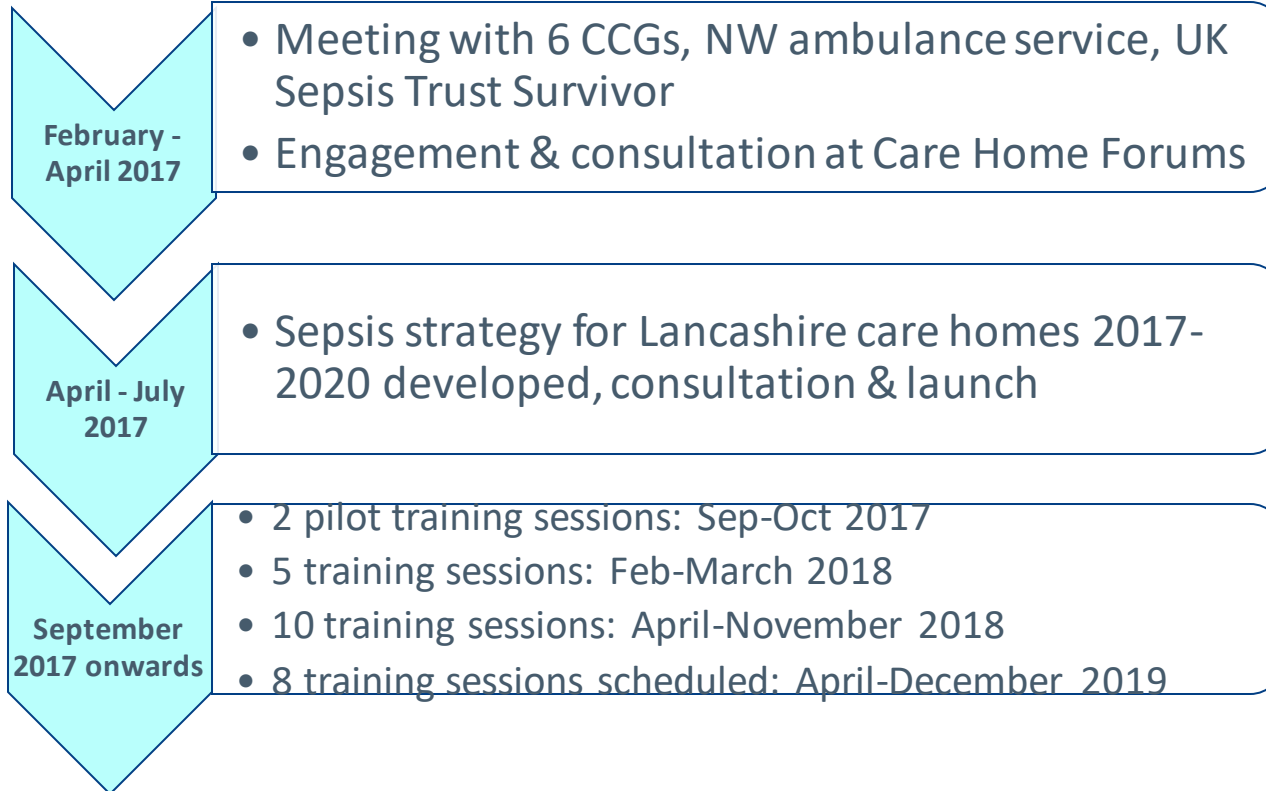 February -
April 2017
• Meeting with 6 CCGs, NW ambulance service, UK
Sepsis Trust Survivor
• Engagement & consultation at Care Home Forums
April - July
2017
• Sepsis strategy for Lancashire care homes 2017-
2020 developed, consultation & launch
September
2017 onwards
• 2 pilot training sessions: Sep-Oct 2017
• 5 training sessions: Feb-March 2018
• 10 training sessions: April-November 2018
• 8 training sessions scheduled: April-December 2019